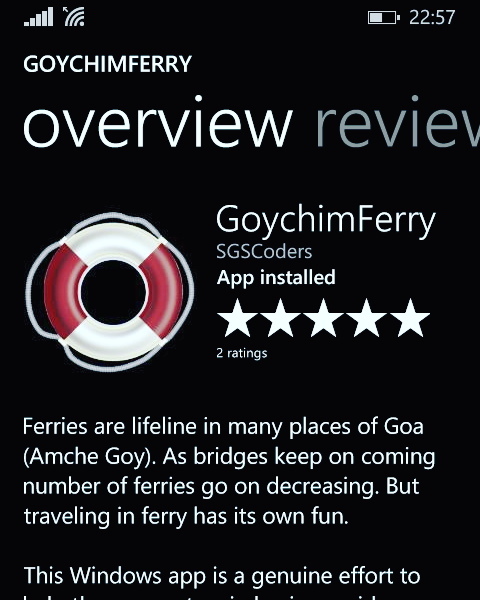 22:57
GOYCHIMFERRY
overview review
GoychimFerry
SGSCoders
App installed
2 ratings
Ferries are lifeline in many places of Goa
(Amche Goy). As bridges keep on coming
number of ferries go on decreasing. But
traveling in ferry has its own fun.
This Windows app is a genuine effort to